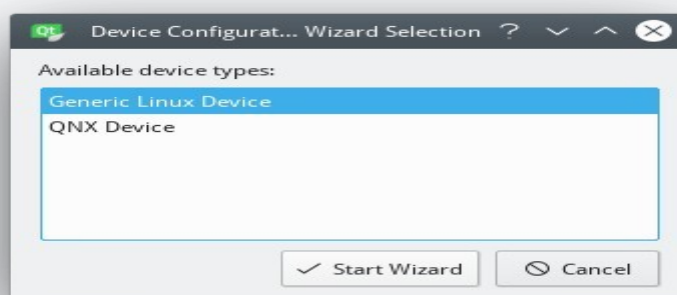 Qt Device Configurat... Wizard Selection ?
Available device types:
Generic Linux Device
QNX Device
Start Wizard Cancel